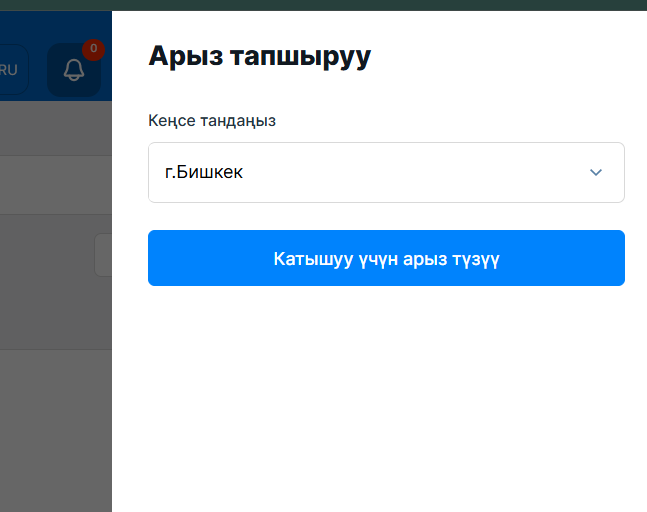 RU
0
Арыз тапшыруу
Кеңсе тандаңыз
г.Бишкек
Катышуу үчүн арыз түзүү